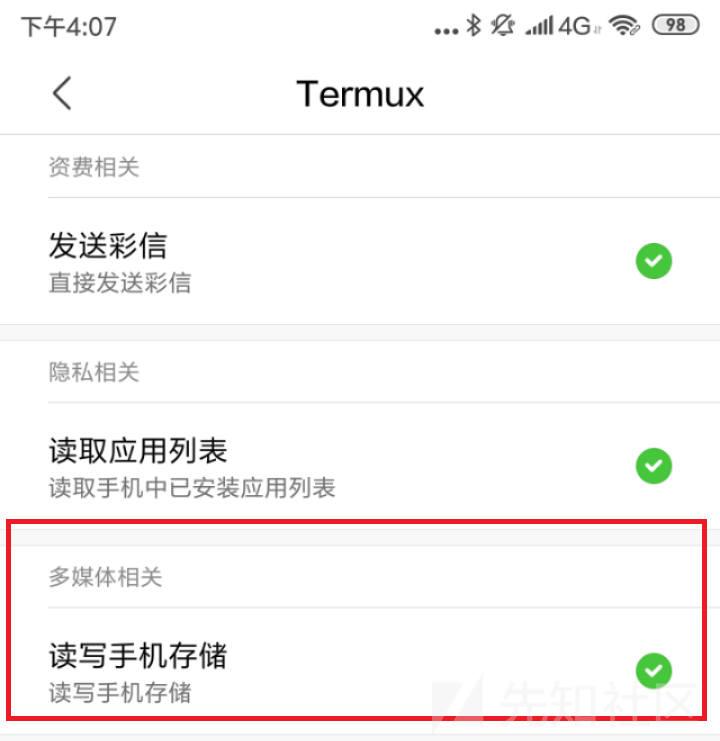 下午4:07
4G
98
Termux
资费相关
发送彩信
直接发送彩信
隐私相关
读取应用列表
读取手机中已安装应用列表
多媒体相关
读写手机存储
读写手机存储
先知社区